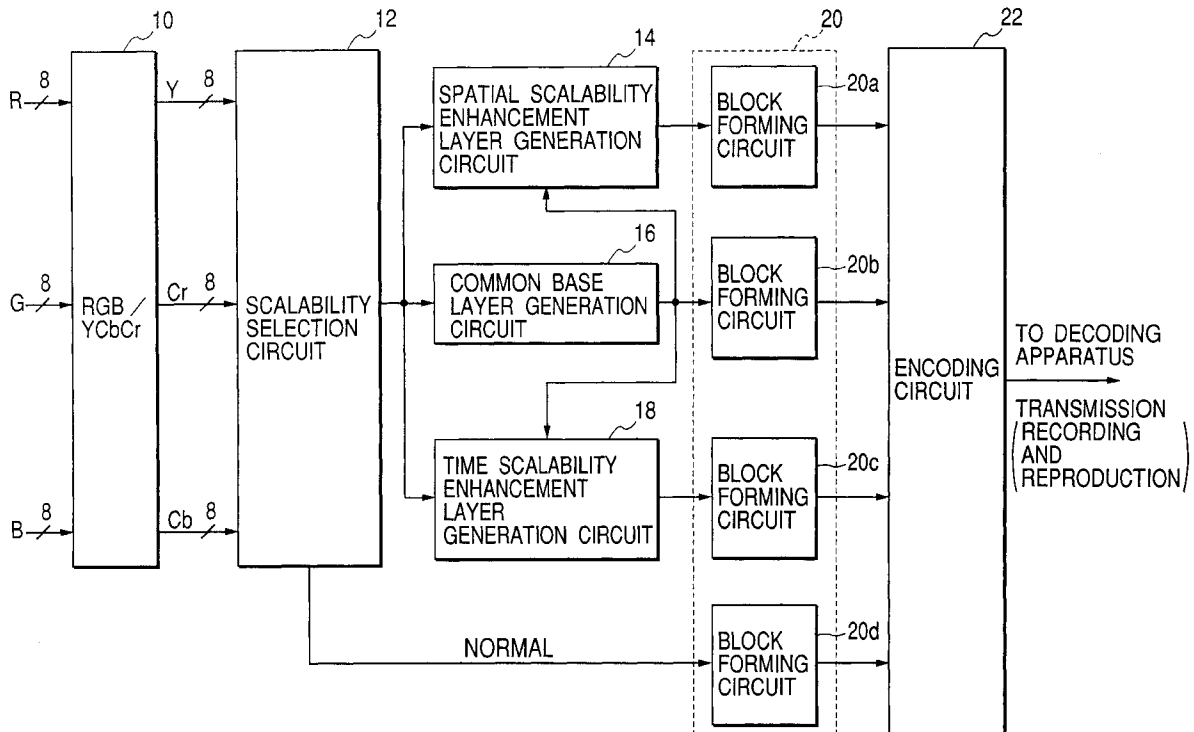 10
12
14
20
22
R
8
Y
8
SPATIAL SCALABILITY
ENHANCEMENT
LAYER GENERATION
CIRCUIT
BLOCK
FORMING
CIRCUIT
20a
G
8
RGB/
YCbCr
Cr
8
SCALABILITY
SELECTION
CIRCUIT
16
COMMON BASE
LAYER GENERATION
CIRCUIT
BLOCK
FORMING
CIRCUIT
20b
ENCODING
CIRCUIT
TO DECODING
APPARATUS
TRANSMISSION
(RECORDING
AND
REPRODUCTION)
18
TIME SCALABILITY
ENHANCEMENT
LAYER
GENERATION CIRCUIT
BLOCK
FORMING
CIRCUIT
20c
B
8
Cb
8
NORMAL
BLOCK
FORMING
CIRCUIT
20d